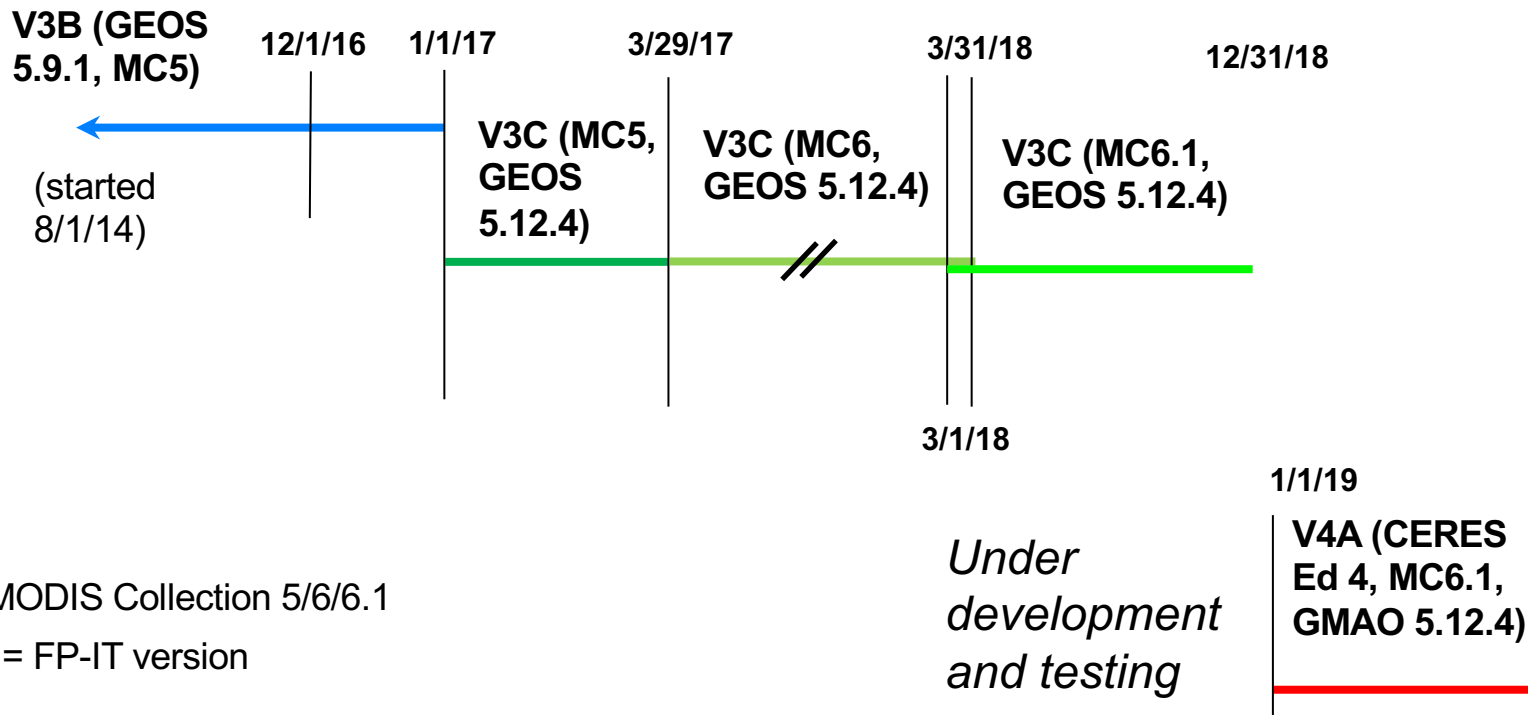 V3B (GEOS
5.9.1, MC5)
12/1/16
1/1/17
3/29/17
3/31/18
12/31/18
(started
8/1/14)
V3C (MC5,
GEOS
5.12.4)
V3C (MC6,
GEOS 5.12.4)
V3C (MC6.1,
GEOS 5.12.4)
3/1/18
1/1/19
Under
development
and testing
V4A (CERES
Ed 4, MC6.1,
GMAO 5.12.4)
MODIS Collection 5/6/6.1
= FP-IT version